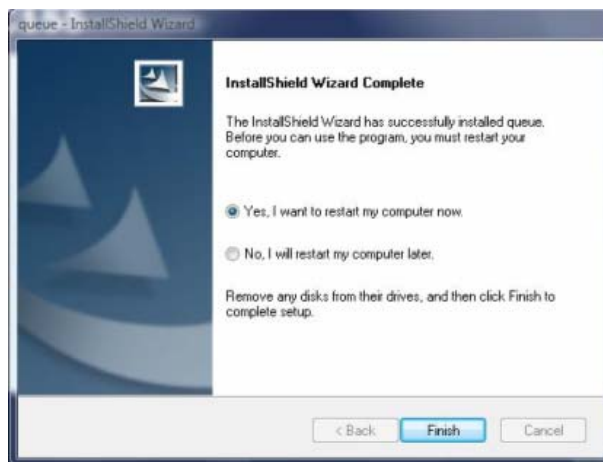 queue - InstallShield Wizard
InstallShield Wizard Complete
The InstallShield Wizard has successfully installed queue.
Before you can use the program, you must restart your
computer.
Yes, I want to restart my computer now.
No, I will restart my computer later.
Remove any disks from their drives, and then click Finish to
complete setup.
< Back Finish Cancel